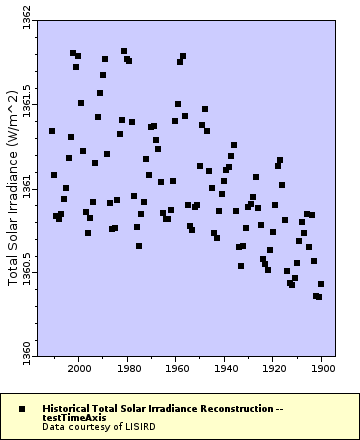 1362
1361.5
1361
1360.5
1360
Total Solar Irradiance (W/m^2)
2000 1980 1960 1940 1920 1900
Historical Total Solar Irradiance Reconstruction --
testTimeAxis
Data courtesy of LISIRD